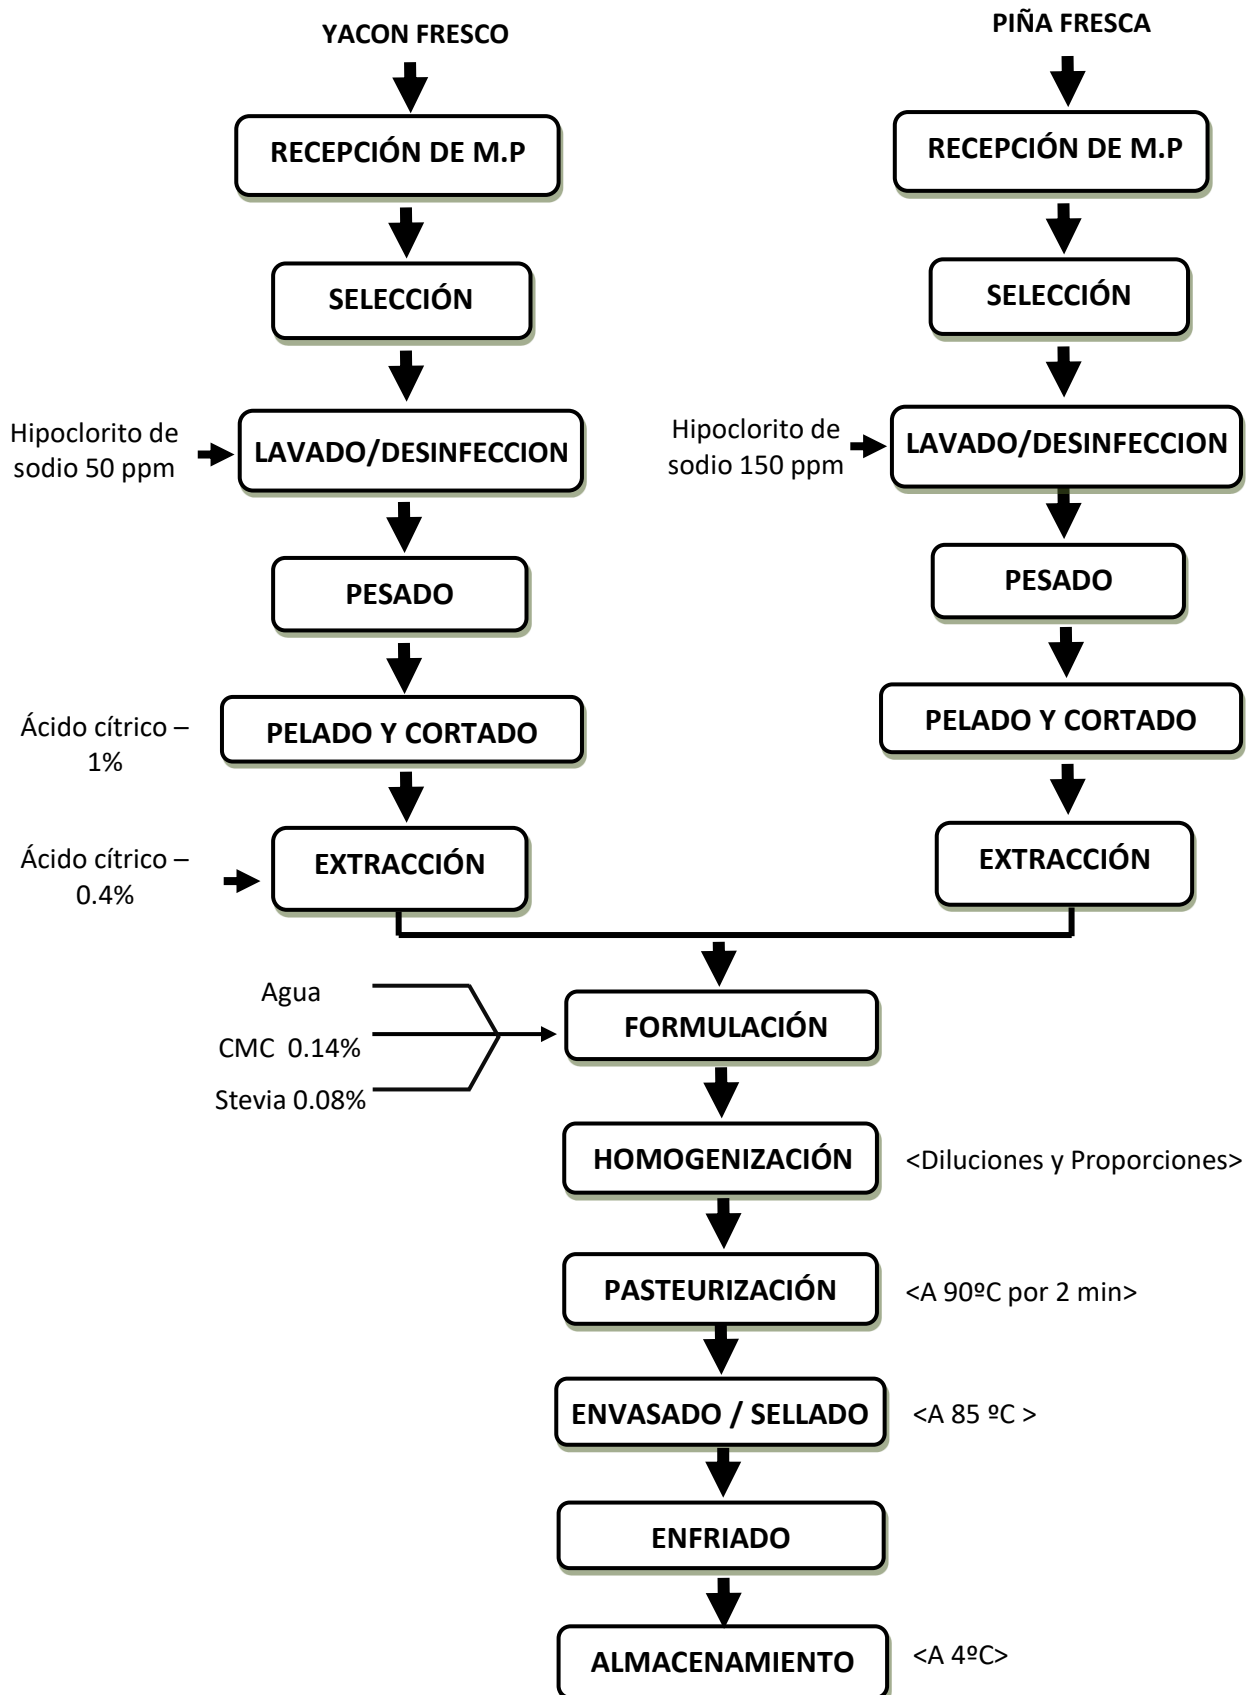 YACON FRESCO
RECEPCIÓN DE M.P
SELECCIÓN
Hipoclorito de
sodio 50 ppm
LAVADO/DESINFECCION
PESADO
Ácido cítrico –
1%
PELADO Y CORTADO
Ácido cítrico –
0.4%
EXTRACCIÓN
PIÑA FRESCA
RECEPCIÓN DE M.P
SELECCIÓN
Hipoclorito de
sodio 150 ppm
LAVADO/DESINFECCION
PESADO
PELADO Y CORTADO
EXTRACCIÓN
Agua
CMC 0.14%
Stevia 0.08%
FORMULACIÓN
HOMOGENIZACIÓN
<Diluciones y Proporciones>
PASTEURIZACIÓN
<A 90ºC por 2 min>
ENVASADO / SELLADO
<A 85 ºC >
ENFRIADO
ALMACENAMIENTO
<A 4ºC>